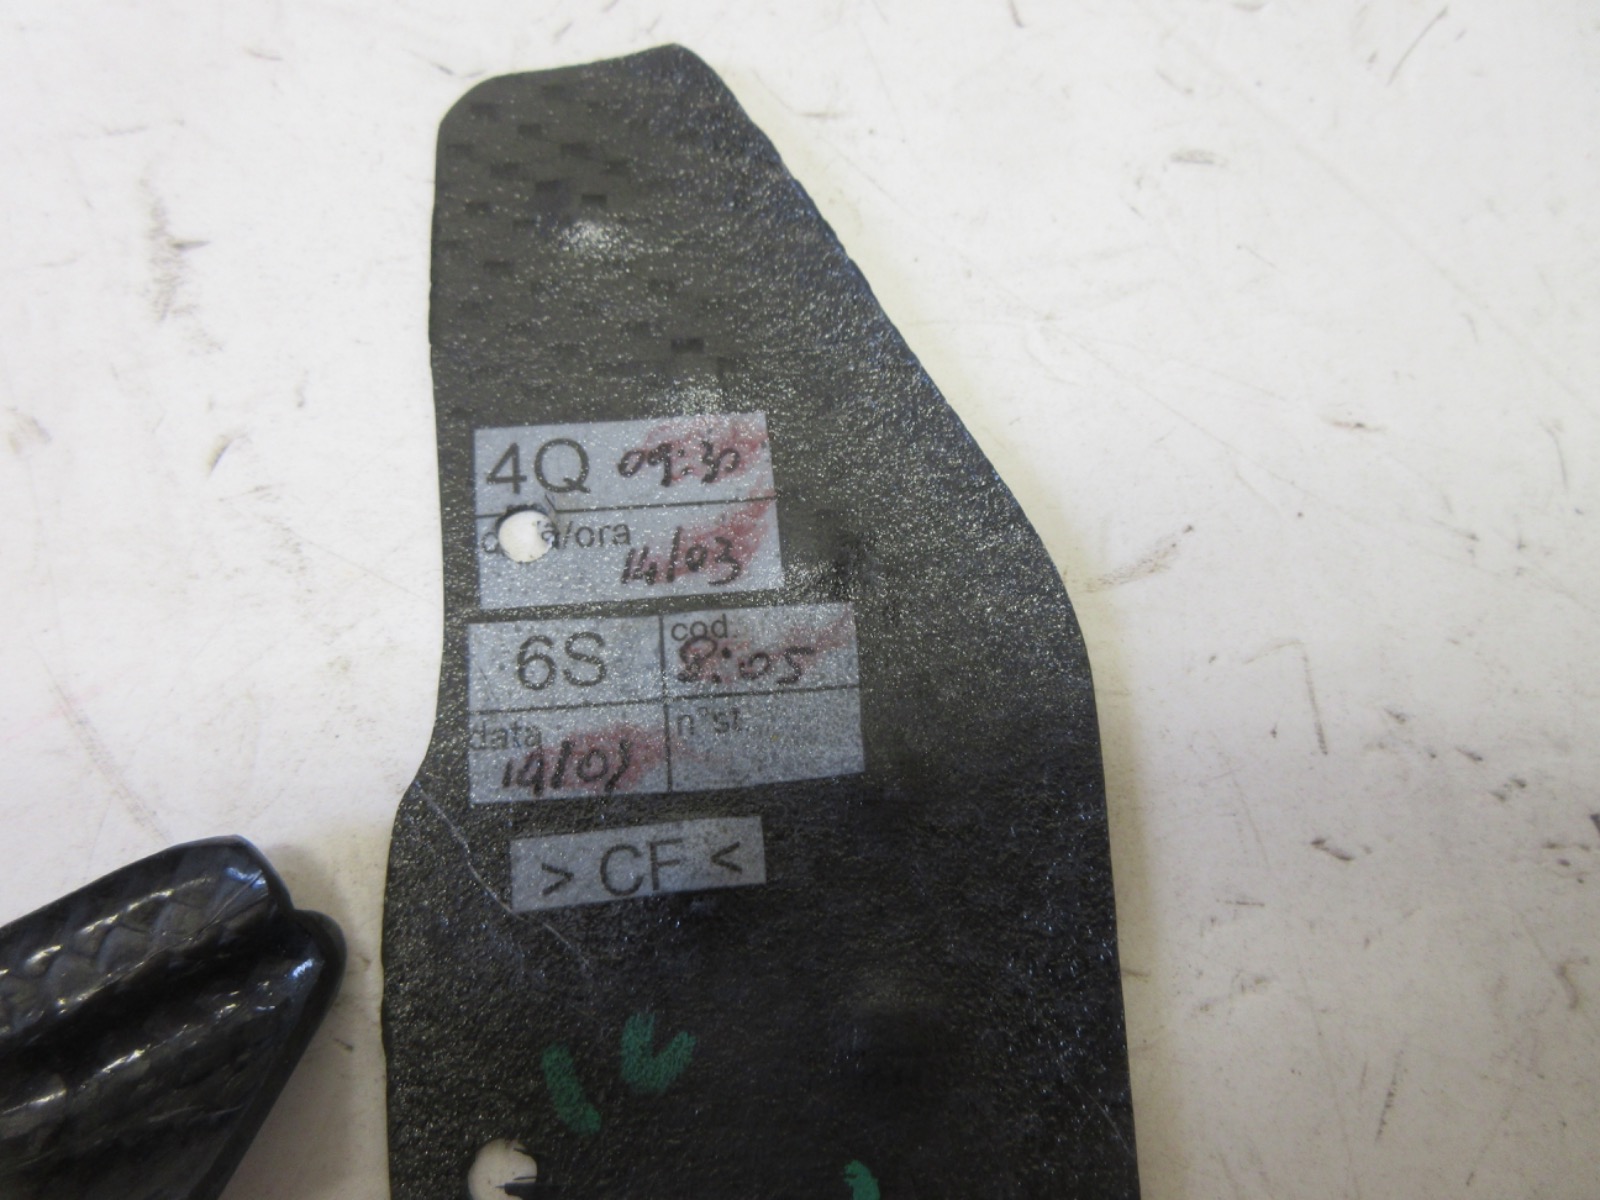 4Q 09:30
data/ora
14/03
6S cod.
8:05
data n°st.
14/03
> CF <